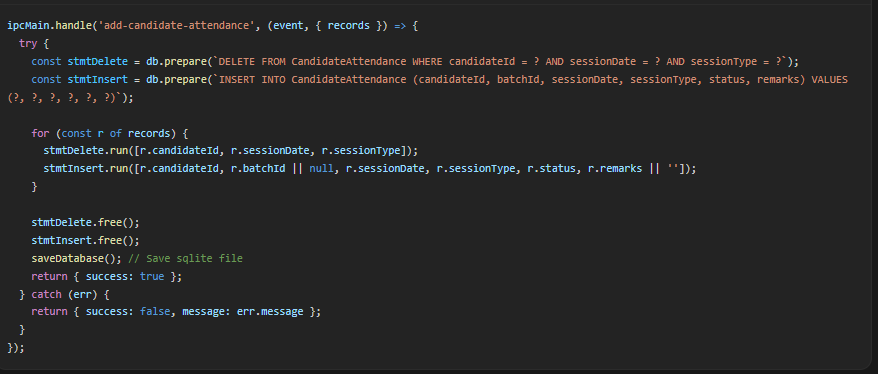 ipcMain.handle('add-candidate-attendance', (event, { records }) => {
  try {
    const stmtDelete = db.prepare(`DELETE FROM CandidateAttendance WHERE candidateId = ? AND sessionDate = ? AND sessionType = ?`);
    const stmtInsert = db.prepare(`INSERT INTO CandidateAttendance (candidateId, batchId, sessionDate, sessionType, status, remarks) VALUES
(?, ?, ?, ?, ?, ?)`);

    for (const r of records) {
      stmtDelete.run([r.candidateId, r.sessionDate, r.sessionType]);
      stmtInsert.run([r.candidateId, r.batchId || null, r.sessionDate, r.sessionType, r.status, r.remarks || '']);
    }

    stmtDelete.free();
    stmtInsert.free();
    saveDatabase(); // Save sqlite file
    return { success: true };
  } catch (err) {
    return { success: false, message: err.message };
  }
});